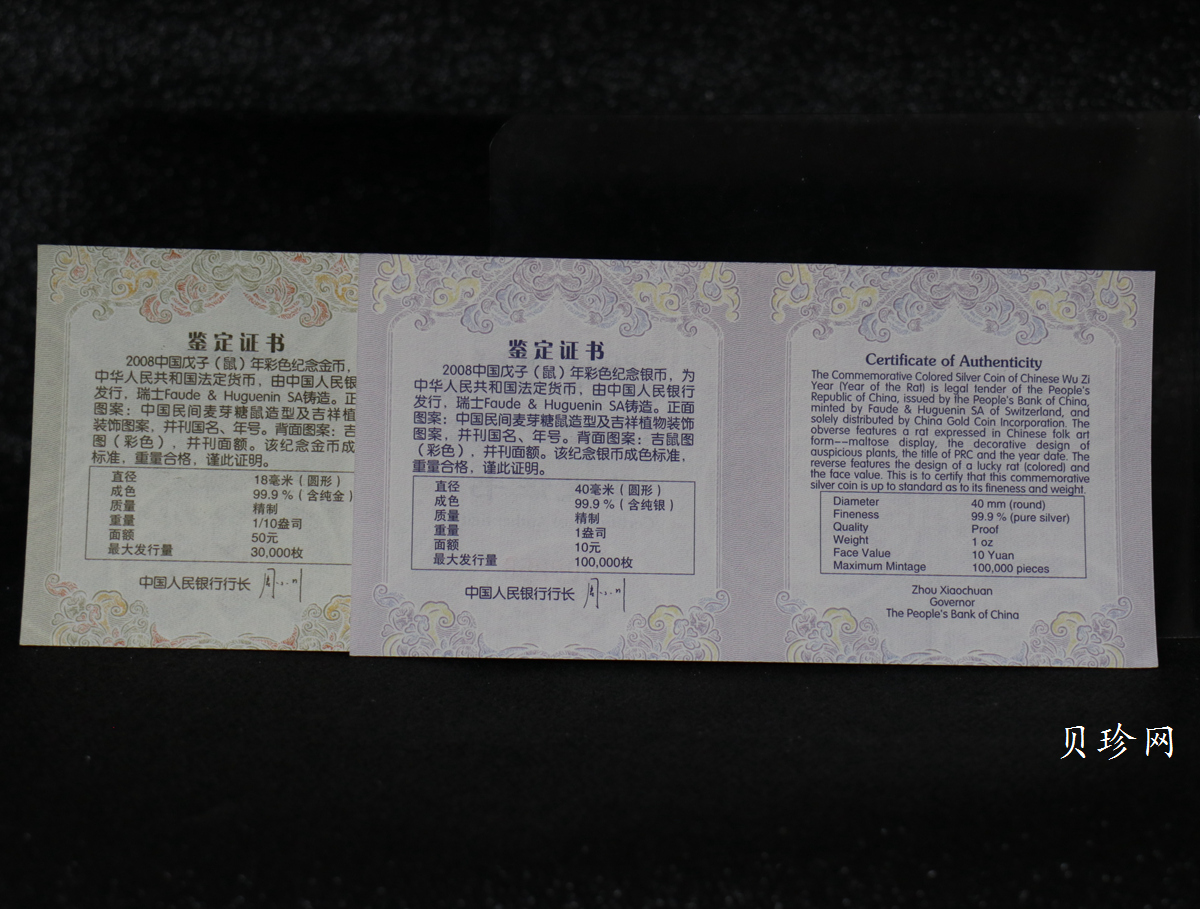 鉴定证书
2008中国戊子（鼠）年彩色纪念金币，
中华人民共和国法定货币，由中国人民银
发行，瑞士Faude & Huguenin SA铸造。正
图案：中国民间麦芽糖鼠造型及吉祥植
装饰图案，并刊国名、年号。背面图案：吉
图（彩色），并刊面额。该纪念金币成
标准，重量合格，谨此证明。
直径 18毫米（圆形）
成色 99.9 %（含纯金）
质量 精制
重量 1/10盎司
面额 50元
最大发行量 30,000枚
中国人民银行行长
鉴定证书
2008中国戊子（鼠）年彩色纪念银币，为
中华人民共和国法定货币，由中国人民银行
发行，瑞士Faude & Huguenin SA铸造。正面
图案：中国民间麦芽糖鼠造型及吉祥植物装饰
图案，并刊国名、年号。背面图案：吉鼠图
（彩色），并刊面额。该纪念银币成色标准，
重量合格，谨此证明。
直径 40毫米（圆形）
成色 99.9 %（含纯银）
质量 精制
重量 1盎司
面额 10元
最大发行量 100,000枚
中国人民银行行长
Certificate of Authenticity
The Commemorative Colored Silver Coin of Chinese Wu Zi
Year (Year of the Rat) is legal tender of the People's
Republic of China, issued by the People's Bank of China,
minted by Faude & Huguenin SA of Switzerland, and
solely distributed by China Gold Coin Incorporation. The
obverse features a rat expressed in Chinese folk art
form--maltose display, the decorative design of
auspicious plants, the title of PRC and the year date. The
reverse features the design of a lucky rat (colored) and
the face value. This is to certify that this commemorative
silver coin is up to standard as to its fineness and weight.
Diameter 40 mm (round)
Fineness 99.9 % (pure silver)
Quality Proof
Weight 1 oz
Face Value 10 Yuan
Maximum Mintage 100,000 pieces
Zhou Xiaochuan
Governor
The People's Bank of China
贝珍网